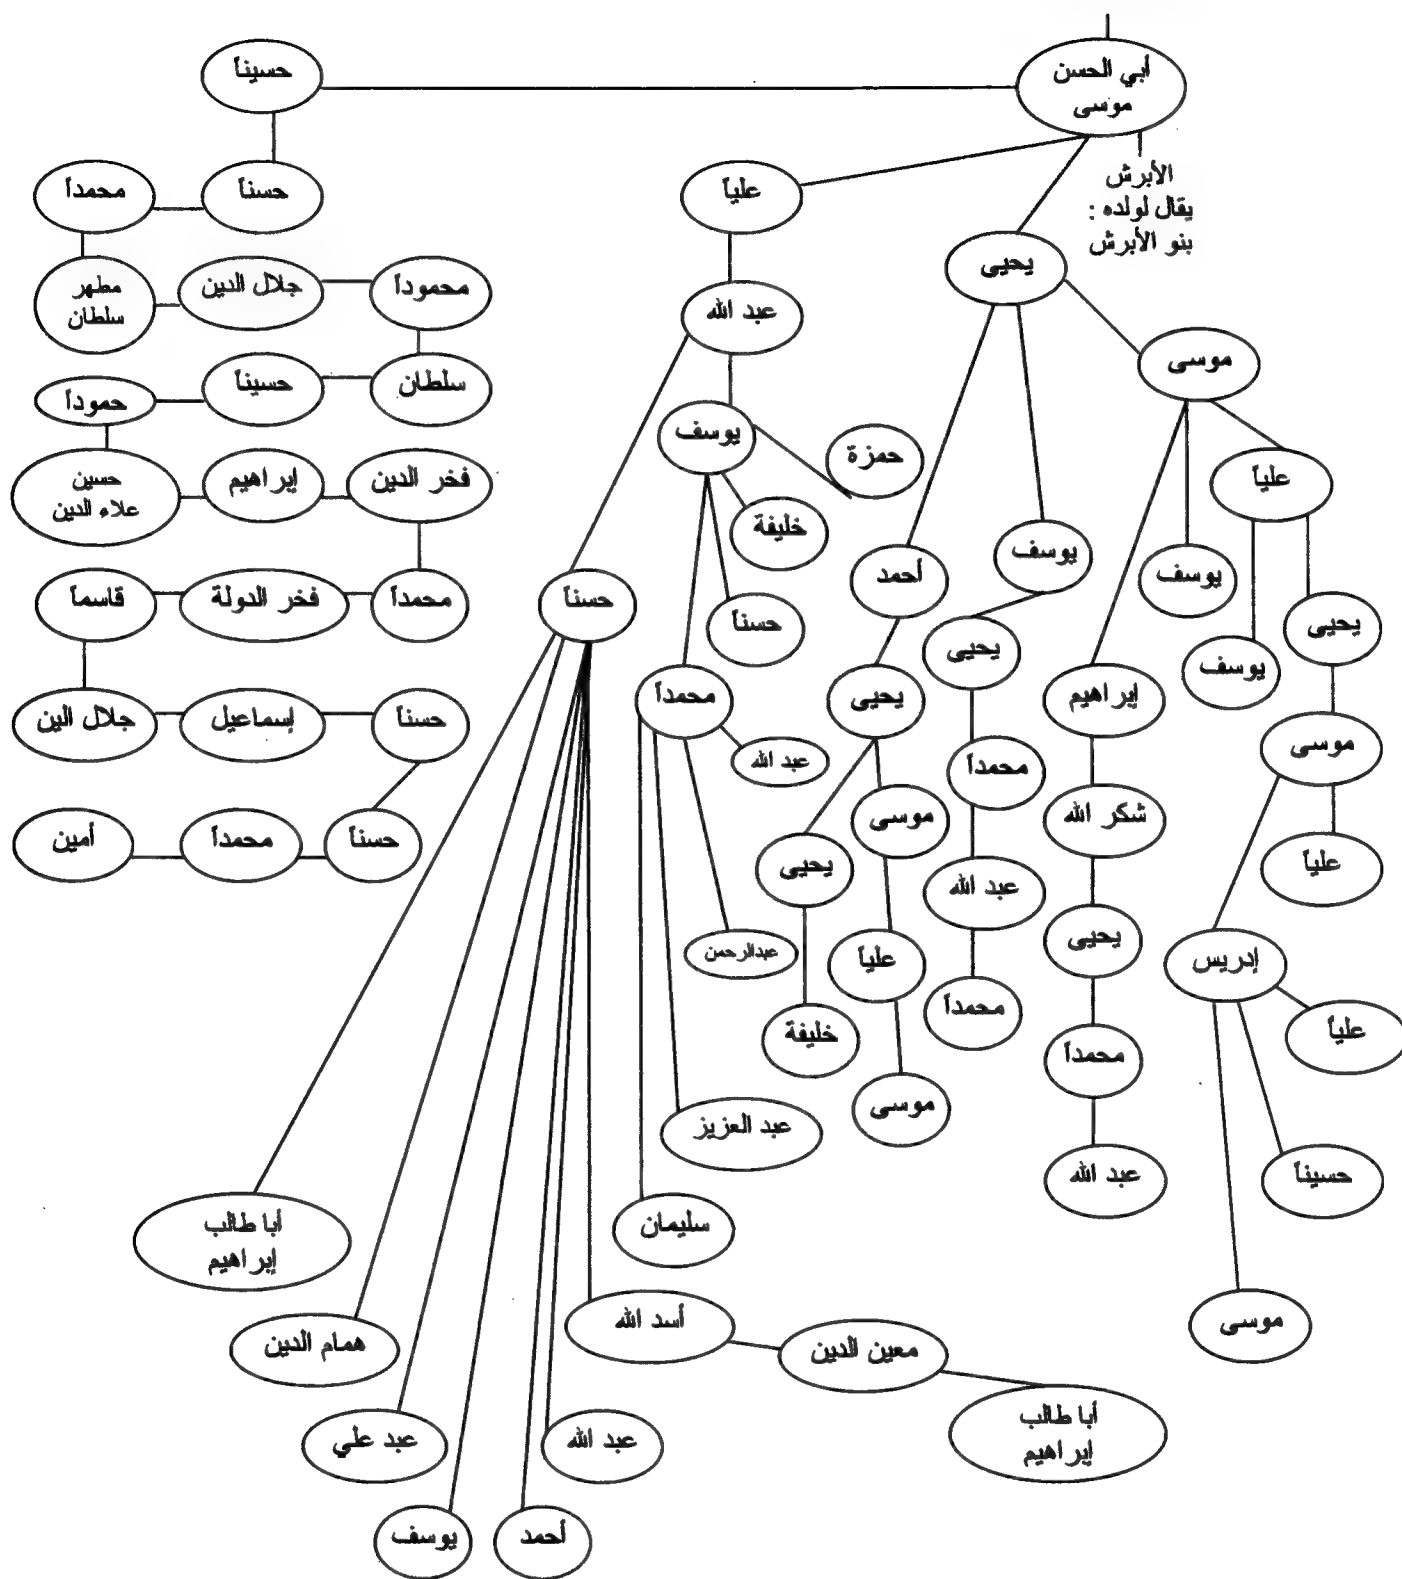 أبي الحسن
موسى
حسيناً
الأبرش
يقال لولده :
بنو الأبرش
علياً
حسناً
محمداً
يحيى
محموداً
جلال الدين
مطهر
سلطان
عبد الله
موسى
سلطان
حسيناً
حموداً
يوسف
حمزة
علياً
فخر الدين
إبراهيم
حسين
علاء الدين
خليفة
يوسف
أحمد
يوسف
محمداً
فخر الدولة
قاسماً
حسناً
حسناً
يحيى
يحيى
يوسف
إبراهيم
يحيى
محمداً
حسناً
إسماعيل
جلال الين
موسى
محمداً
عبد الله
شكر الله
موسى
حسناً
محمداً
أمين
علياً
يحيى
عبد الله
يحيى
علياً
عبدالرحمن
إدريس
محمداً
خليفة
علياً
محمداً
موسى
عبد العزيز
عبد الله
حسيناً
سليمان
أبا طالب
إبراهيم
موسى
أسد الله
همام الدين
معين الدين
أبا طالب
إبراهيم
عبد الله
عبد علي
أحمد
يوسف